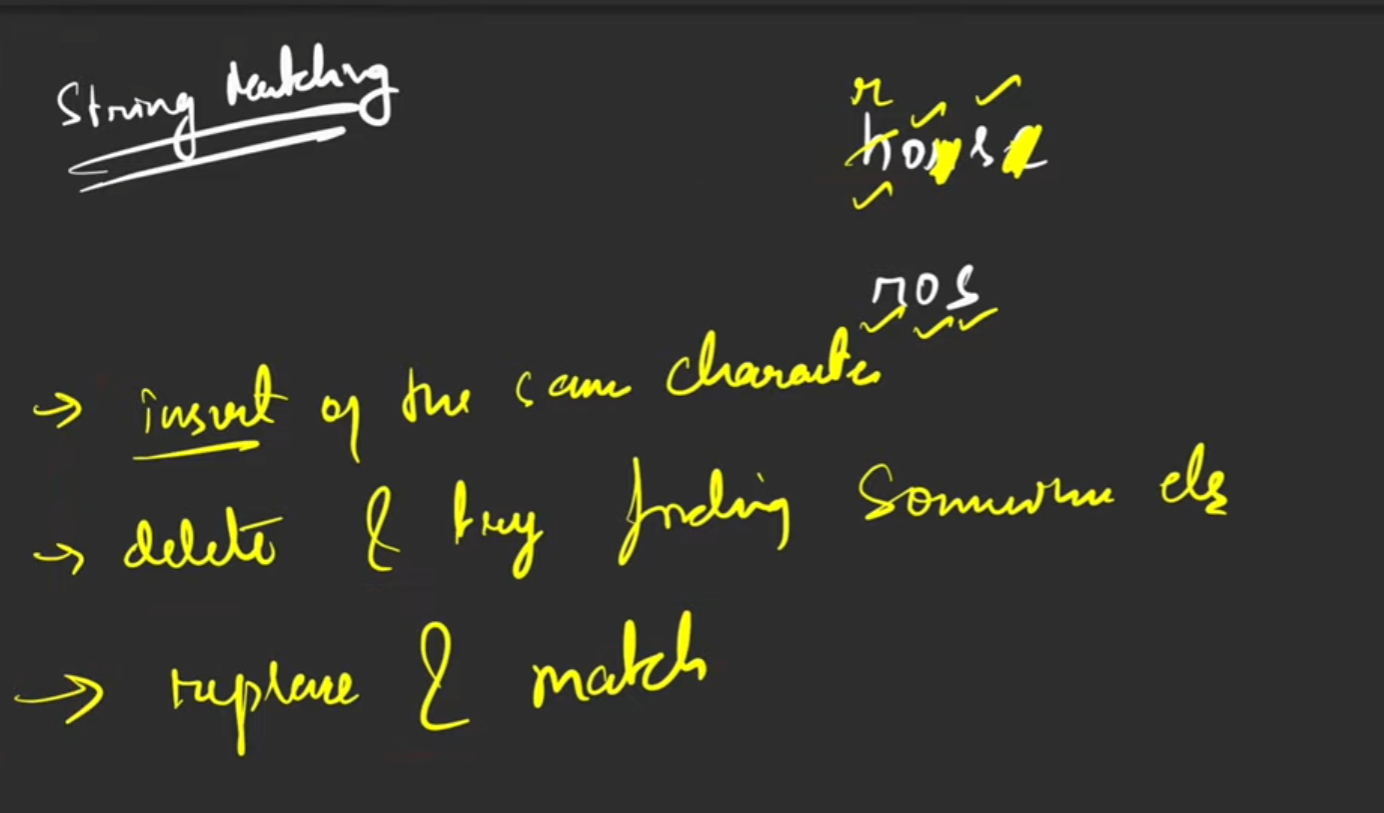 String Matching
r
horse
ros
→ insert of the same character
→ delete & try finding somewhere else
→ replace & match